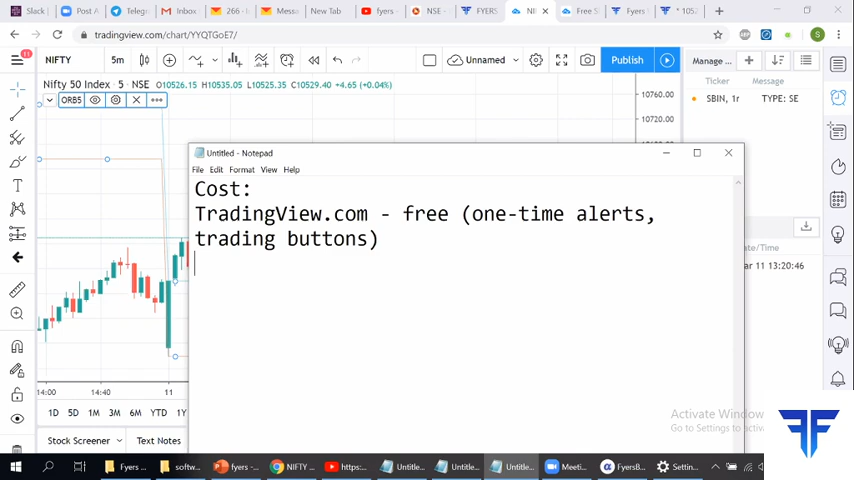 Slack
Post A
Telegr
Inbox
266 - i
Messa
New Tab
fyers -
NSE -
FYERS
NI
Free S
Fyers
* 1052
tradingview.com/chart/YYQTGoE7/
S
11
NIFTY
5m
Unnamed
Publish
Manage ...
Nifty 50 Index · 5 · NSE O10526.15 H10535.05 L10525.35 C10529.40 +4.65 (+0.04%)
ORB5
10760.00
10720.00
Ticker Message
SBIN, 1r TYPE: SE
Untitled - Notepad
File Edit Format View Help
Cost:
TradingView.com - free (one-time alerts,
trading buttons)
te/Time
ar 11 13:20:46
14:00 14:40 11
1D 5D 1M 3M 6M YTD 1Y
Stock Screener Text Notes
Activate Window
Go to Settings to activ
Fyers ...
softw...
fyers -...
NIFTY ...
https:...
Untitle...
Untitle...
Untitle...
Meeti...
FyersB...
Settin...